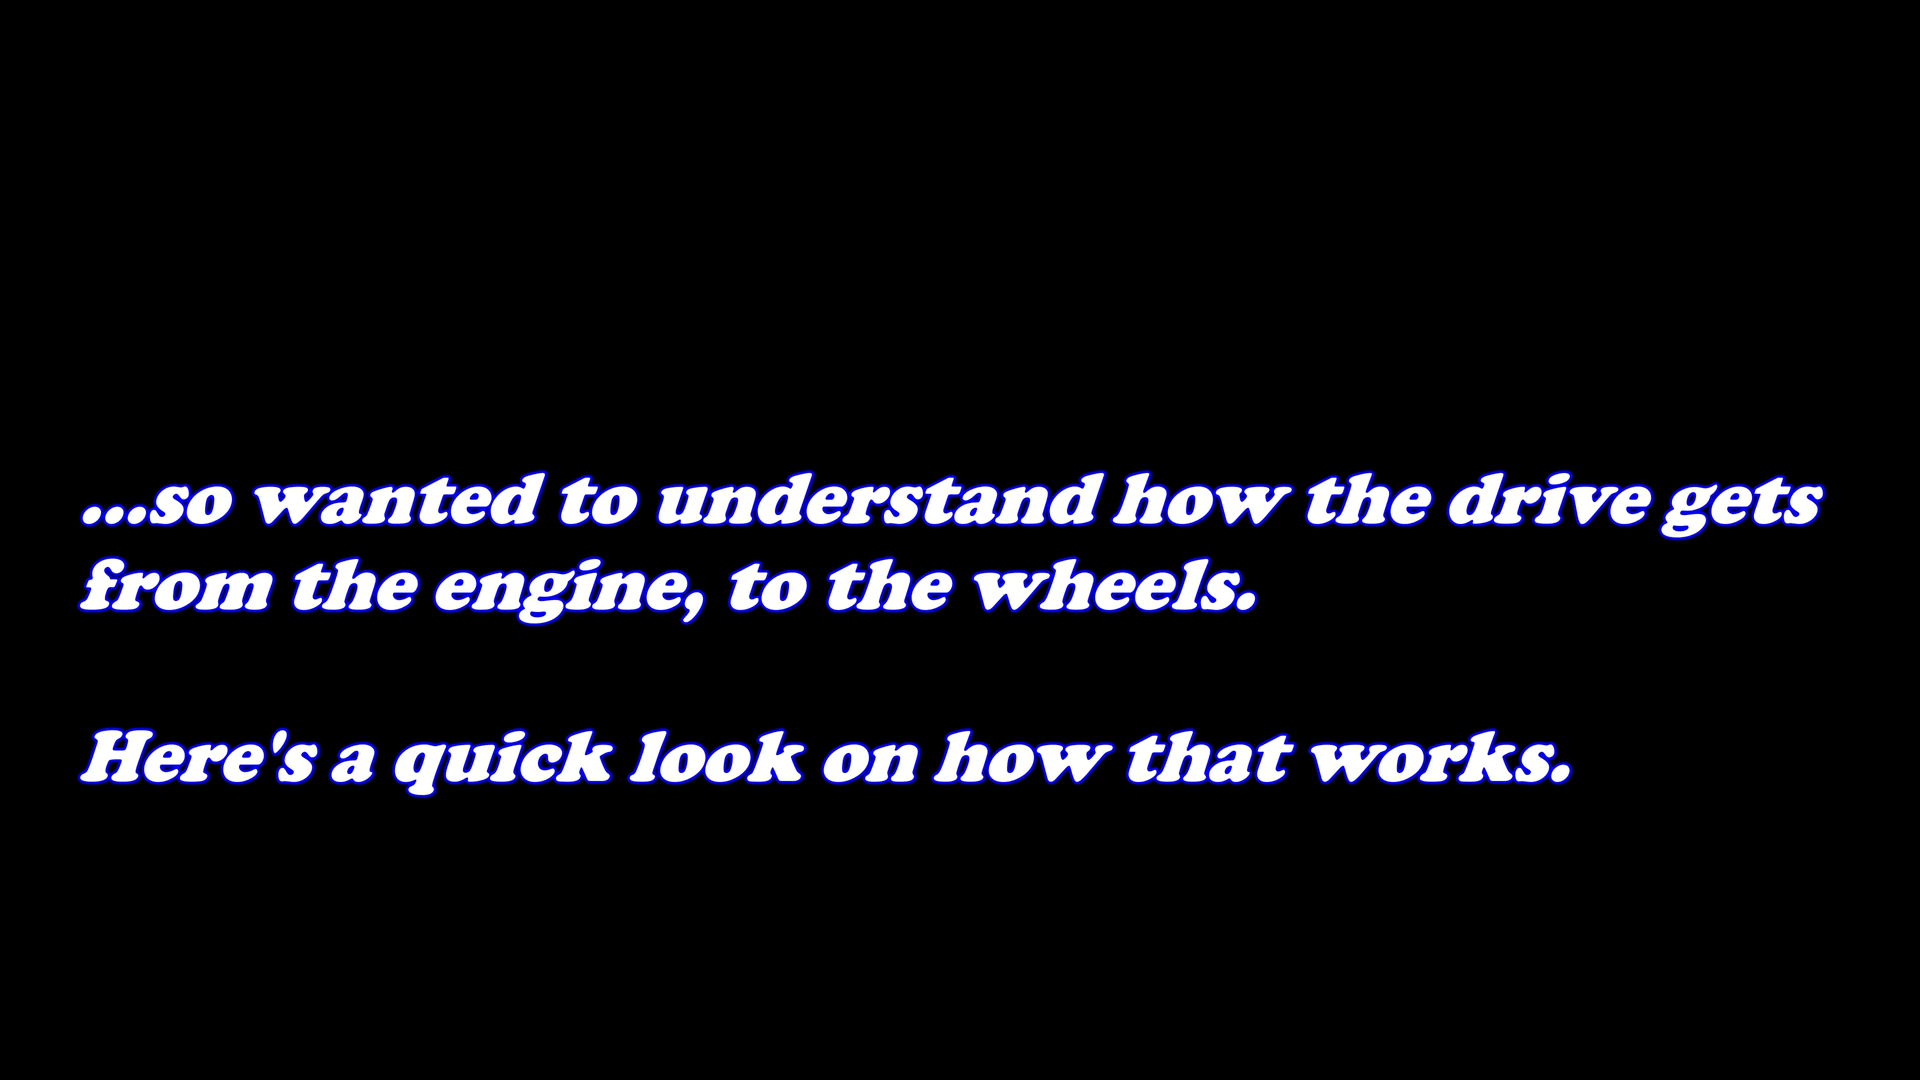 ...so wanted to understand how the drive gets
from the engine, to the wheels.
Here's a quick look on how that works.